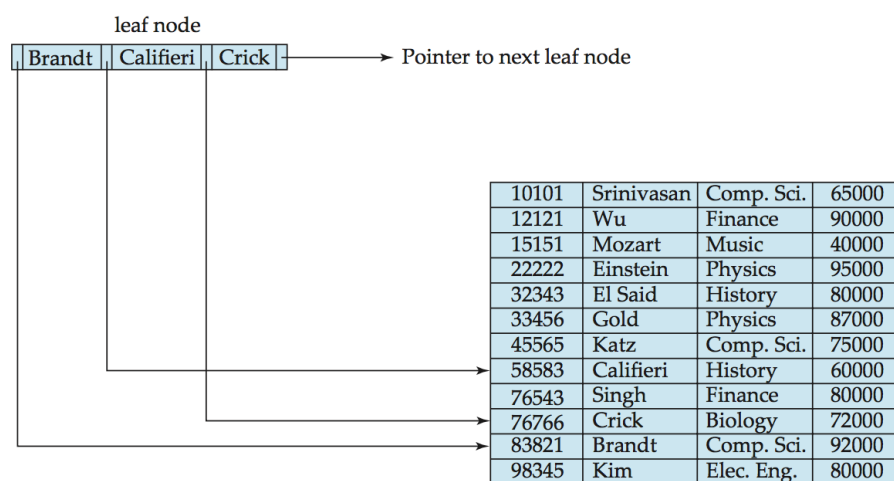 leaf node
Brandt Califieri Crick Pointer to next leaf node
10101 Srinivasan Comp. Sci. 65000
12121 Wu Finance 90000
15151 Mozart Music 40000
22222 Einstein Physics 95000
32343 El Said History 80000
33456 Gold Physics 87000
45565 Katz Comp. Sci. 75000
58583 Califieri History 60000
76543 Singh Finance 80000
76766 Crick Biology 72000
83821 Brandt Comp. Sci. 92000
98345 Kim Elec. Eng. 80000